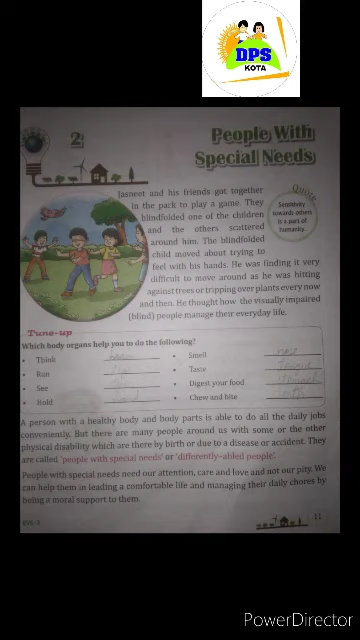 DPS
KOTA
2
People With
Special Needs
Jasneet and his friends got together
in the park to play a game. They
blindfolded one of the children
and the others scattered
around him. The blindfolded
child moved about trying to
feel with his hands. He was finding it very
difficult to move around as he was hitting
against trees or tripping over plants every now
and then. He thought how the visually impaired
(blind) people manage their everyday life.
Quote
Sensitivity
towards others
is a part of
humanity.
Tune-up
Which body organs help you to do the following?
• Think
• Run
• See
• Hold
• Smell nose
• Taste
• Digest your food stomach
• Chew and bite
A person with a healthy body and body parts is able to do all the daily jobs
conveniently. But there are many people around us with some or the other
physical disability which are there by birth or due to a disease or accident. They
are called 'people with special needs' or 'differently-abled people'.
People with special needs need our attention, care and love and not our pity. We
can help them in leading a comfortable life and managing their daily chores by
being a moral support to them.
11
PowerDirector